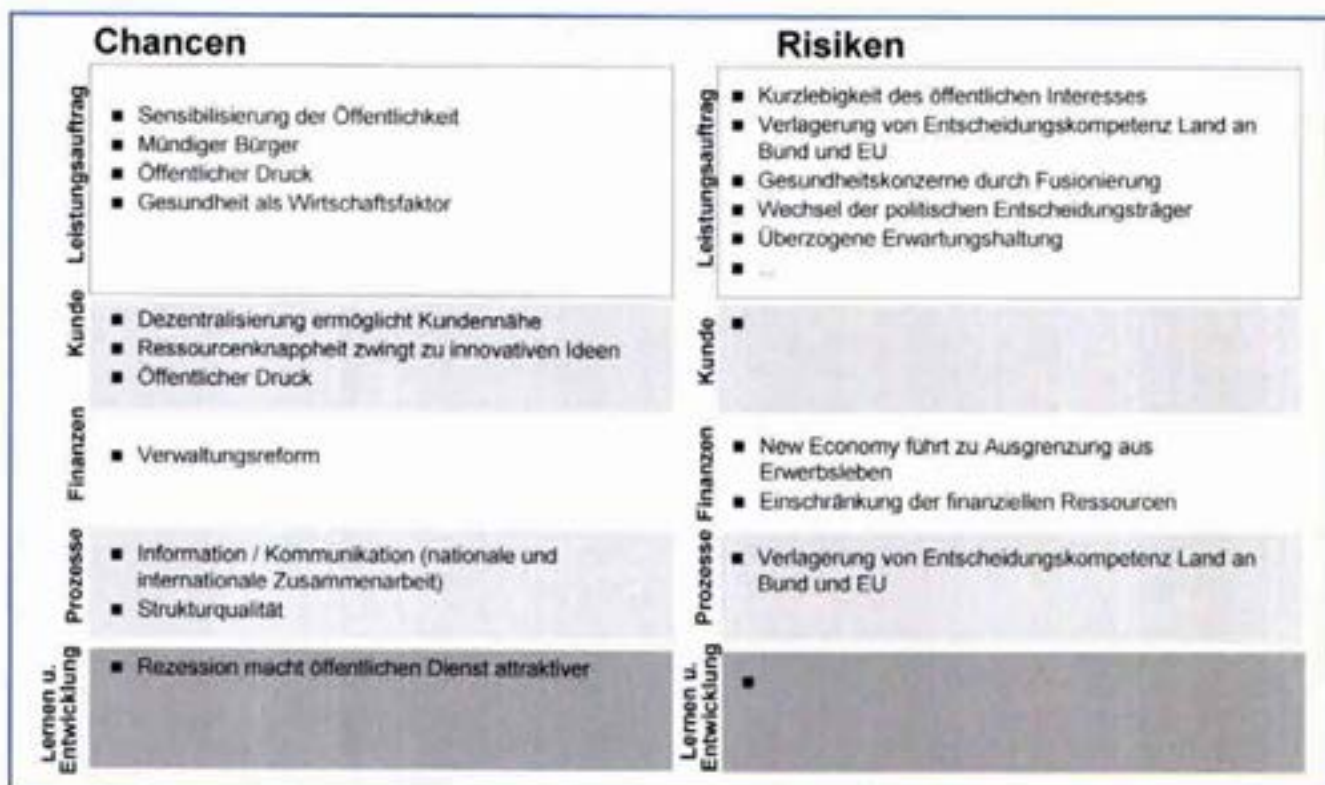 Chancen
Leistungsauftrag
■ Sensibilisierung der Öffentlichkeit
■ Mündiger Bürger
■ Öffentlicher Druck
■ Gesundheit als Wirtschaftsfaktor
Kunde
■ Dezentralisierung ermöglicht Kundennähe
■ Ressourcenknappheit zwingt zu innovativen Ideen
■ Öffentlicher Druck
Finanzen
■ Verwaltungsreform
Prozesse
■ Information / Kommunikation (nationale und
internationale Zusammenarbeit)
■ Strukturqualität
Lernen u.
Entwicklung
■ Rezession macht öffentlichen Dienst attraktiver
Risiken
Leistungsauftrag
■ Kurzlebigkeit des öffentlichen Interesses
■ Verlagerung von Entscheidungskompetenz Land an
Bund und EU
■ Gesundheitskonzerne durch Fusionierung
■ Wechsel der politischen Entscheidungsträger
■ Überzogene Erwartungshaltung
■ ...
Kunde
■
Finanzen
■ New Economy führt zu Ausgrenzung aus
Erwerbsleben
■ Einschränkung der finanziellen Ressourcen
Prozesse
■ Verlagerung von Entscheidungskompetenz Land an
Bund und EU
Lernen u.
Entwicklung
■